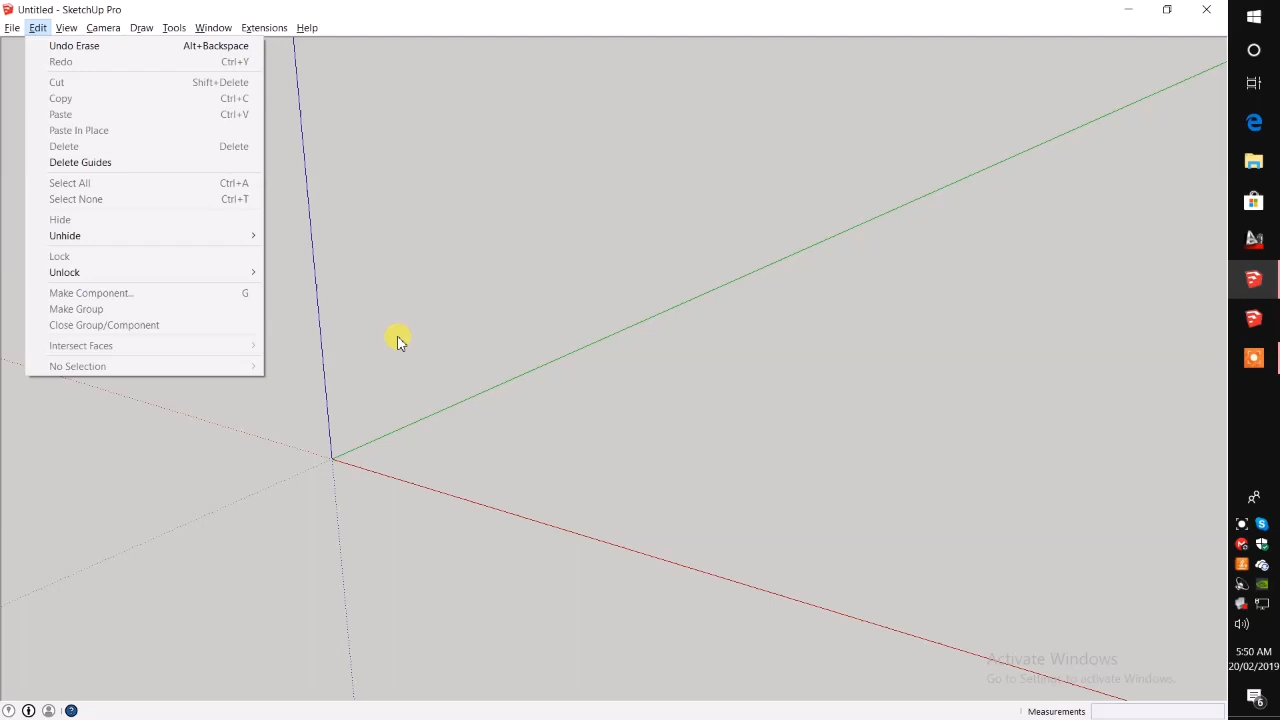 Untitled - SketchUp Pro
File Edit View Camera Draw Tools Window Extensions Help
Undo Erase Alt+Backspace
Redo Ctrl+Y
Cut Shift+Delete
Copy Ctrl+C
Paste Ctrl+V
Paste In Place
Delete Delete
Delete Guides
Select All Ctrl+A
Select None Ctrl+T
Hide
Unhide
Lock
Unlock
Make Component... G
Make Group
Close Group/Component
Intersect Faces
No Selection
Activate Windows
Go to Settings to activate Windows.
Measurements
5:50 AM
20/02/2019
6